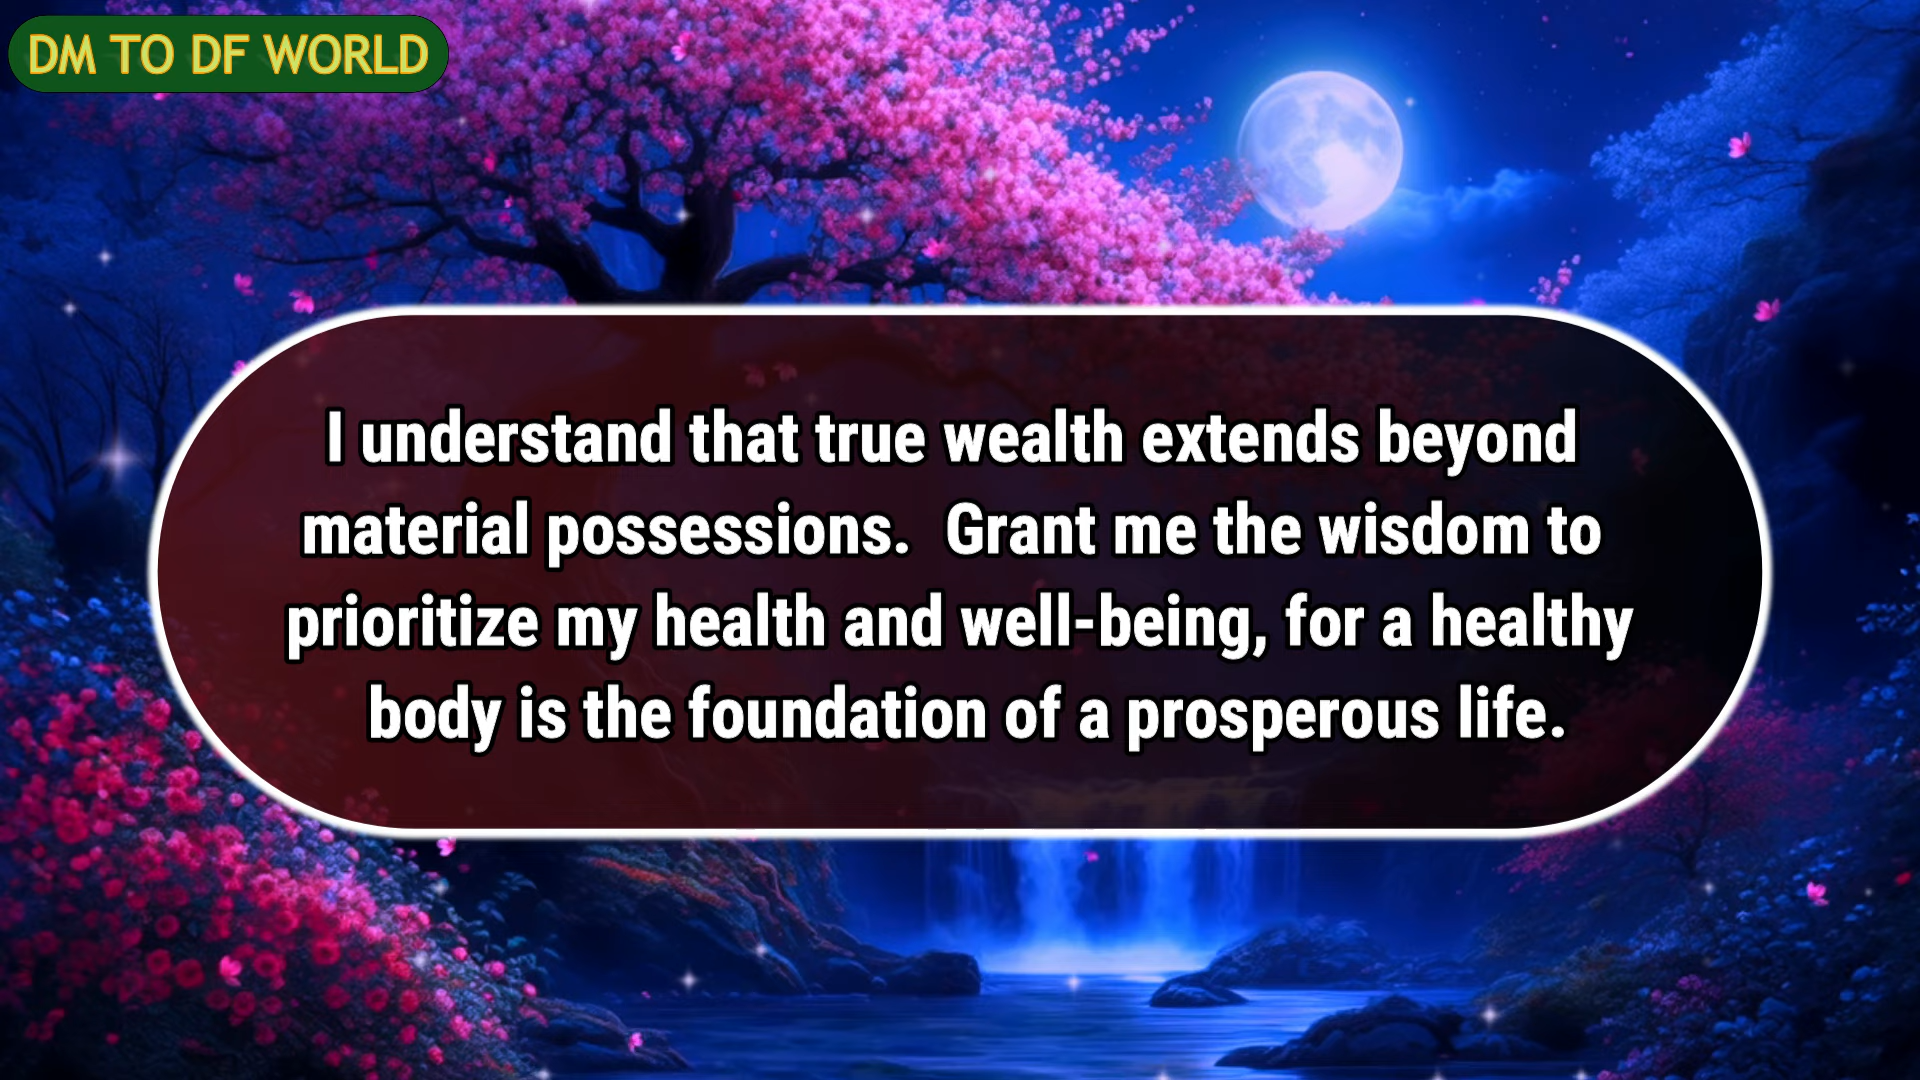 DM TO DF WORLD
I understand that true wealth extends beyond
material possessions.  Grant me the wisdom to
prioritize my health and well-being, for a healthy
body is the foundation of a prosperous life.